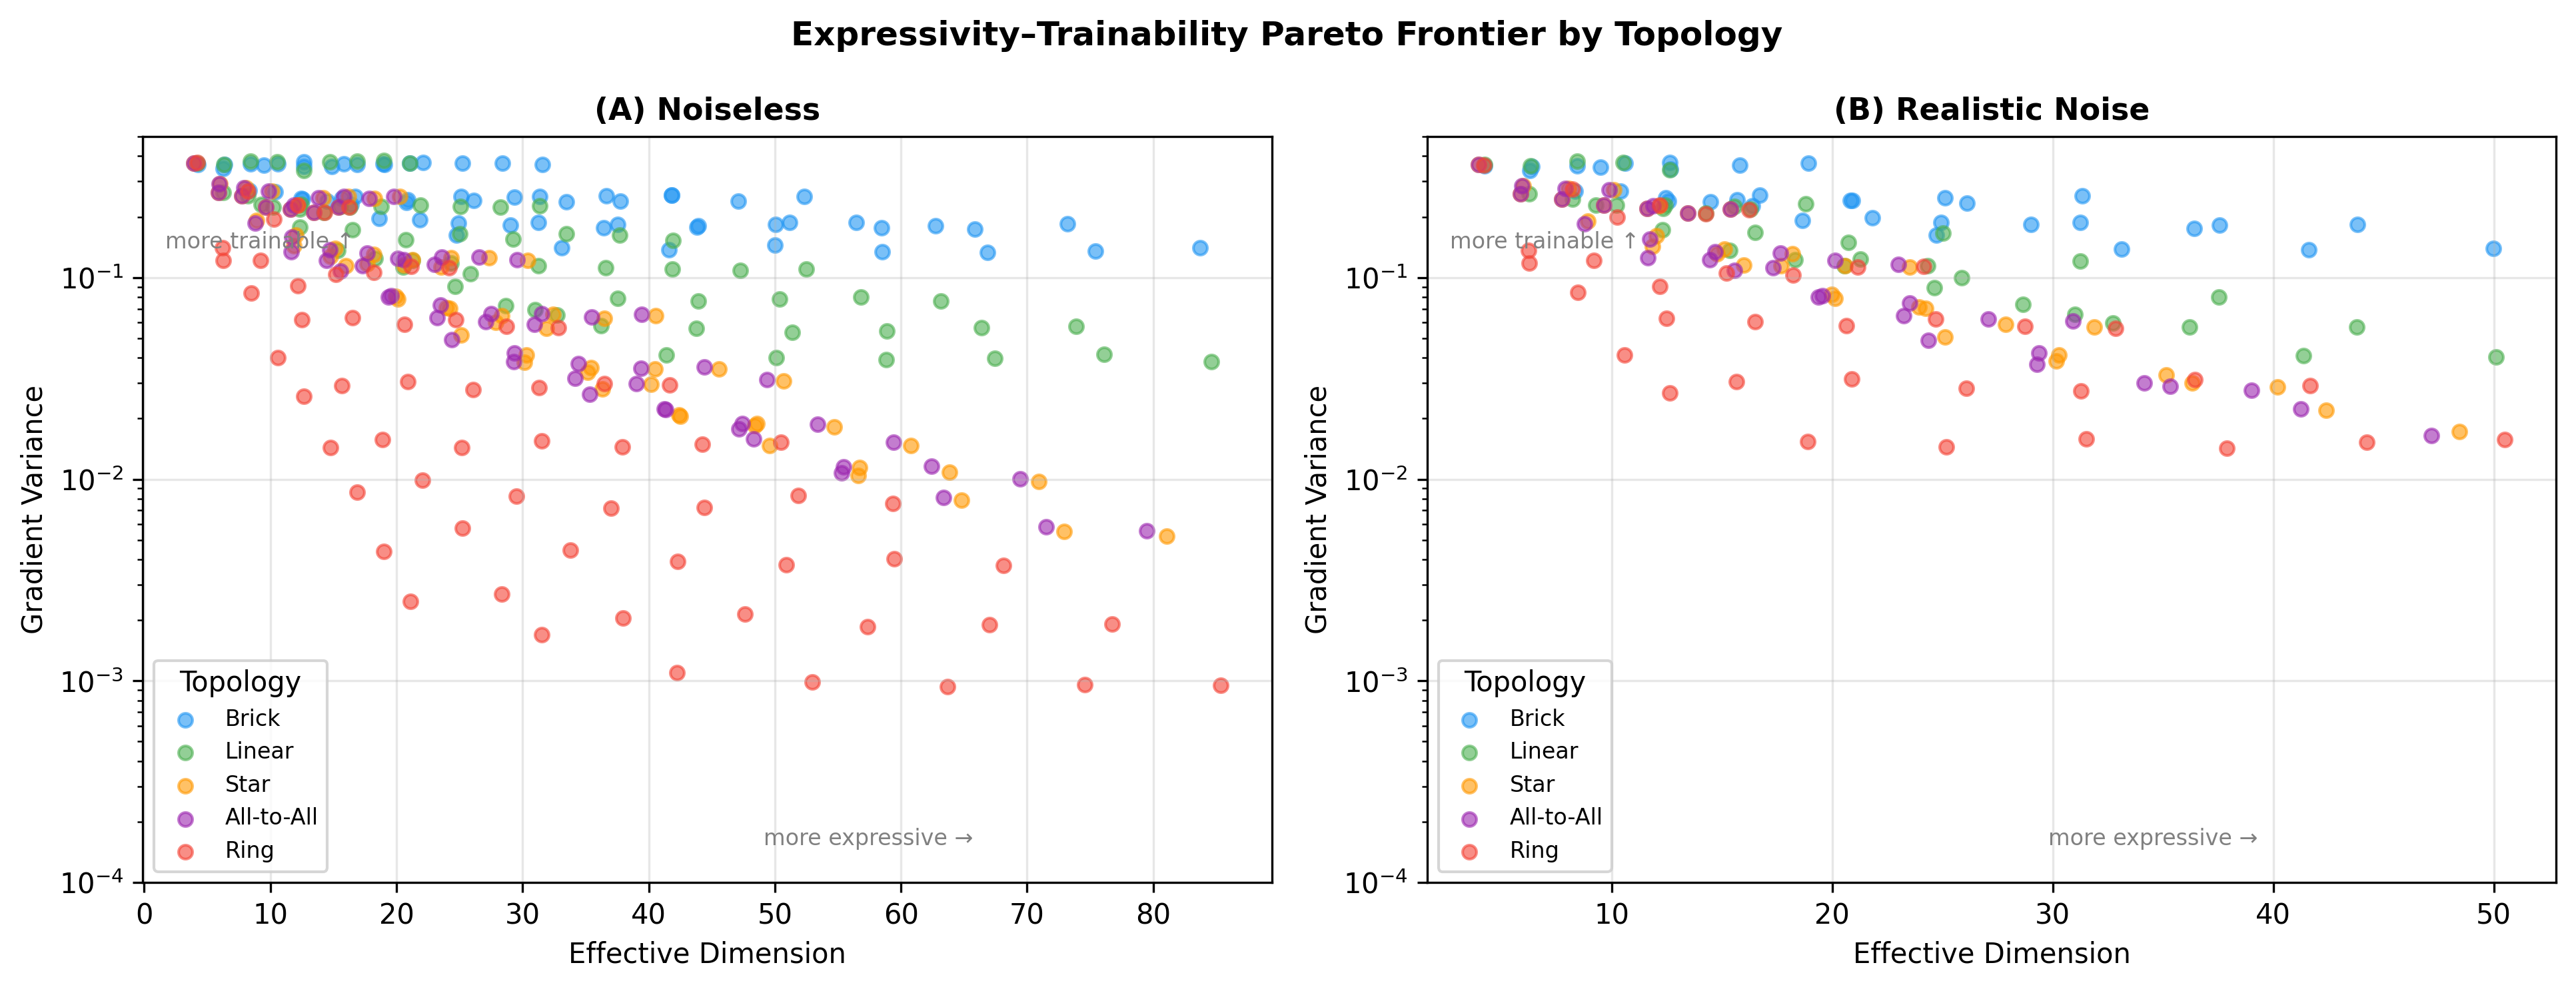 Expressivity–Trainability Pareto Frontier by Topology
(A) Noiseless
Gradient Variance
10⁻¹
10⁻²
10⁻³
10⁻⁴
more trainable ↑
more expressive →
Topology
Brick
Linear
Star
All-to-All
Ring
0 10 20 30 40 50 60 70 80
Effective Dimension
(B) Realistic Noise
Gradient Variance
10⁻¹
10⁻²
10⁻³
10⁻⁴
more trainable ↑
more expressive →
Topology
Brick
Linear
Star
All-to-All
Ring
10 20 30 40 50
Effective Dimension